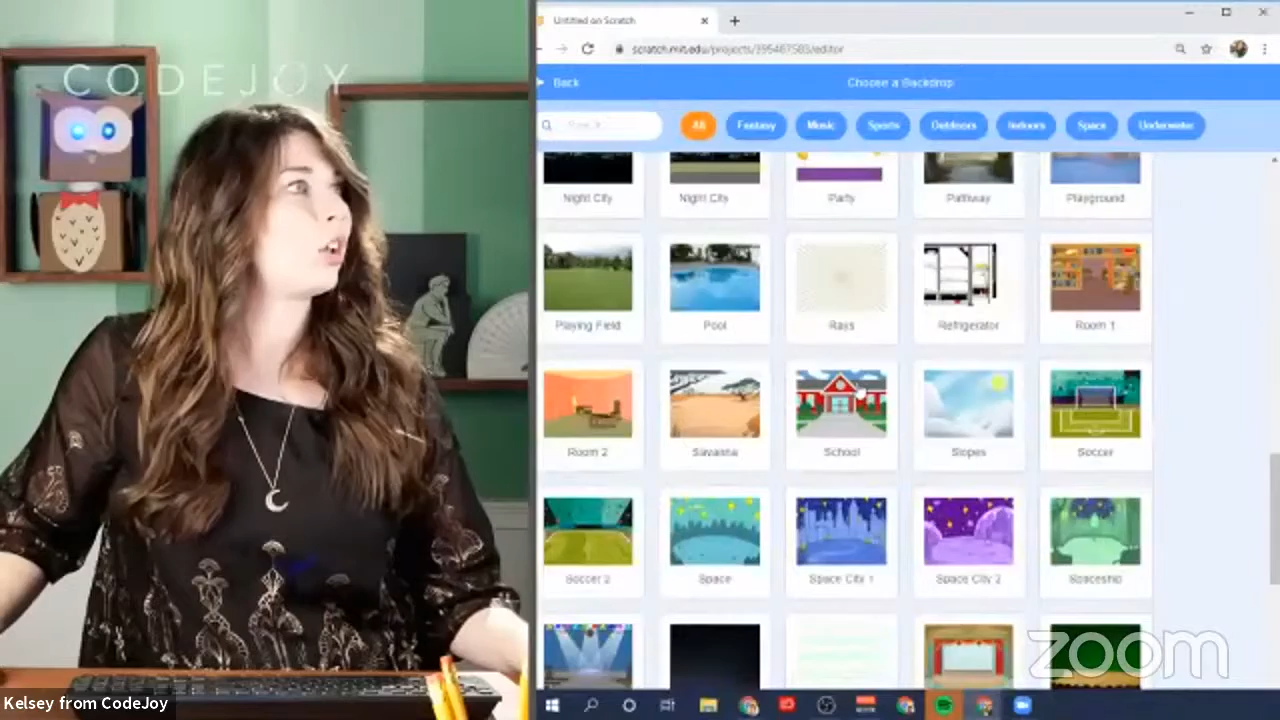 CODEJOY
Untitled on Scratch
scratch.mit.edu/projects/395467583/editor
Back
Choose a Backdrop
All
Fantasy
Music
Sports
Outdoors
Indoors
Space
Underwater
Night City
Night City
Party
Pathway
Playground
Playing Field
Pool
Rays
Refrigerator
Room 1
Room 2
Savanna
School
Slopes
Soccer
Soccer 2
Space
Space City 1
Space City 2
Spaceship
zoom
Kelsey from CodeJoy